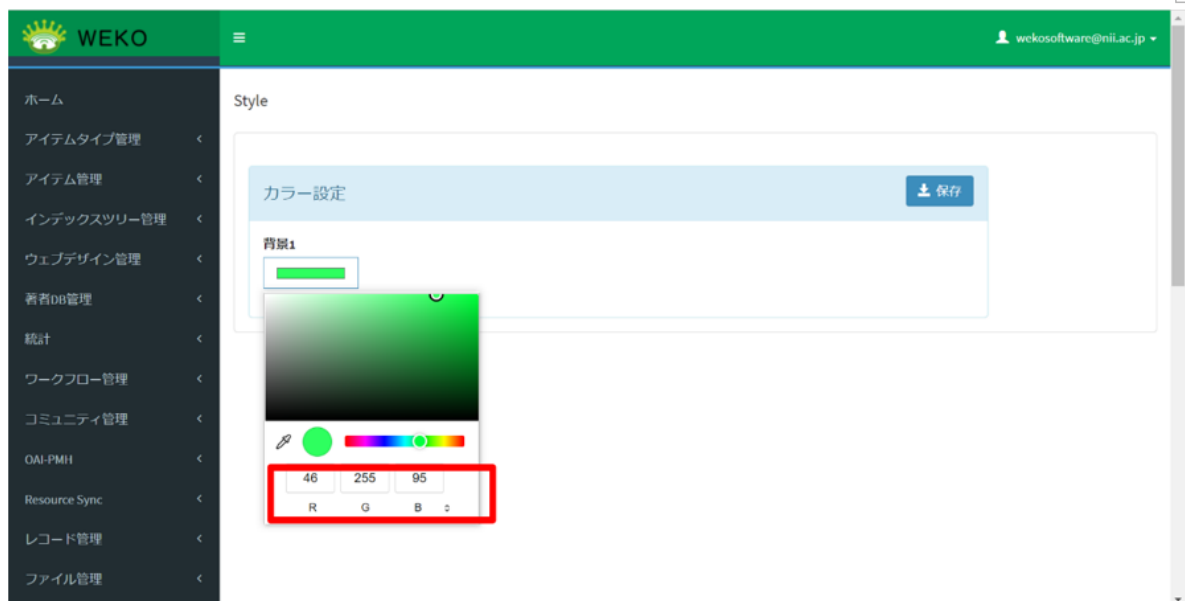 WEKO
wekosoftware@nii.ac.jp
ホーム
アイテムタイプ管理
アイテム管理
インデックスツリー管理
ウェブデザイン管理
著者DB管理
統計
ワークフロー管理
コミュニティ管理
OAI-PMH
Resource Sync
レコード管理
ファイル管理
Style
カラー設定
保存
背景1
46 255 95
R G B